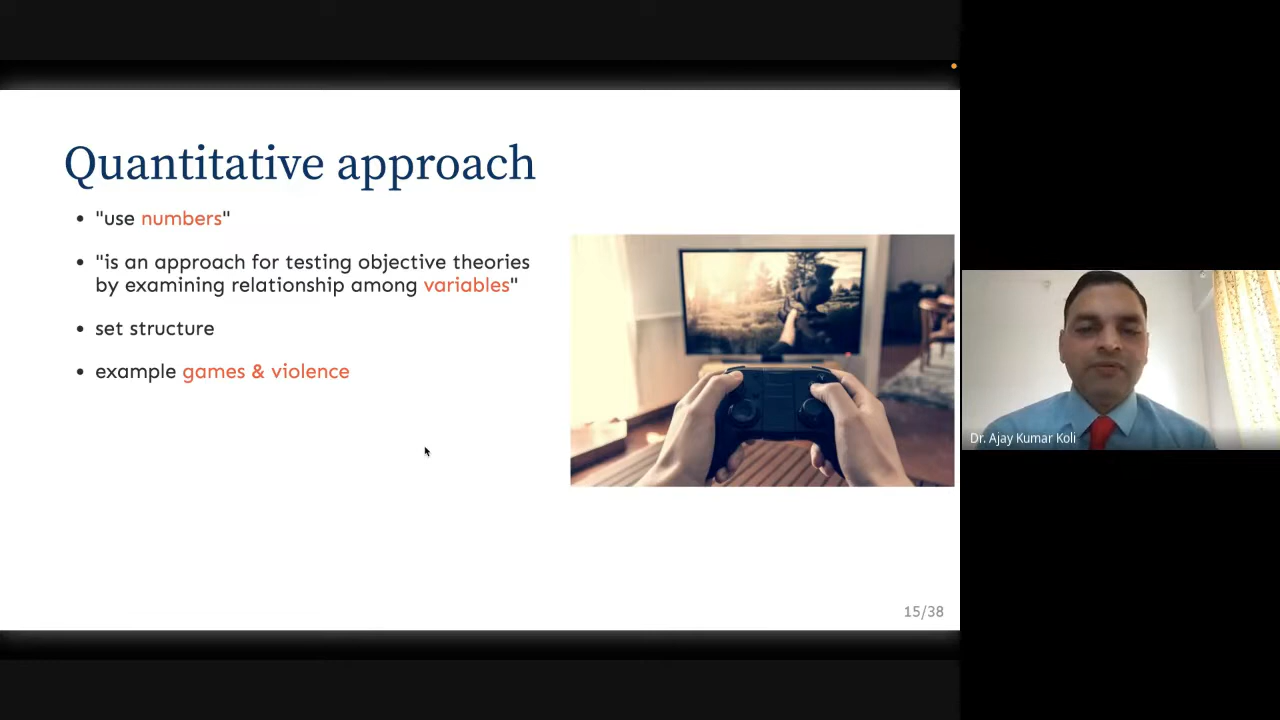 Quantitative approach
• "use numbers"
• "is an approach for testing objective theories
by examining relationship among variables"
• set structure
• example games & violence
15/38
Dr. Ajay Kumar Koli